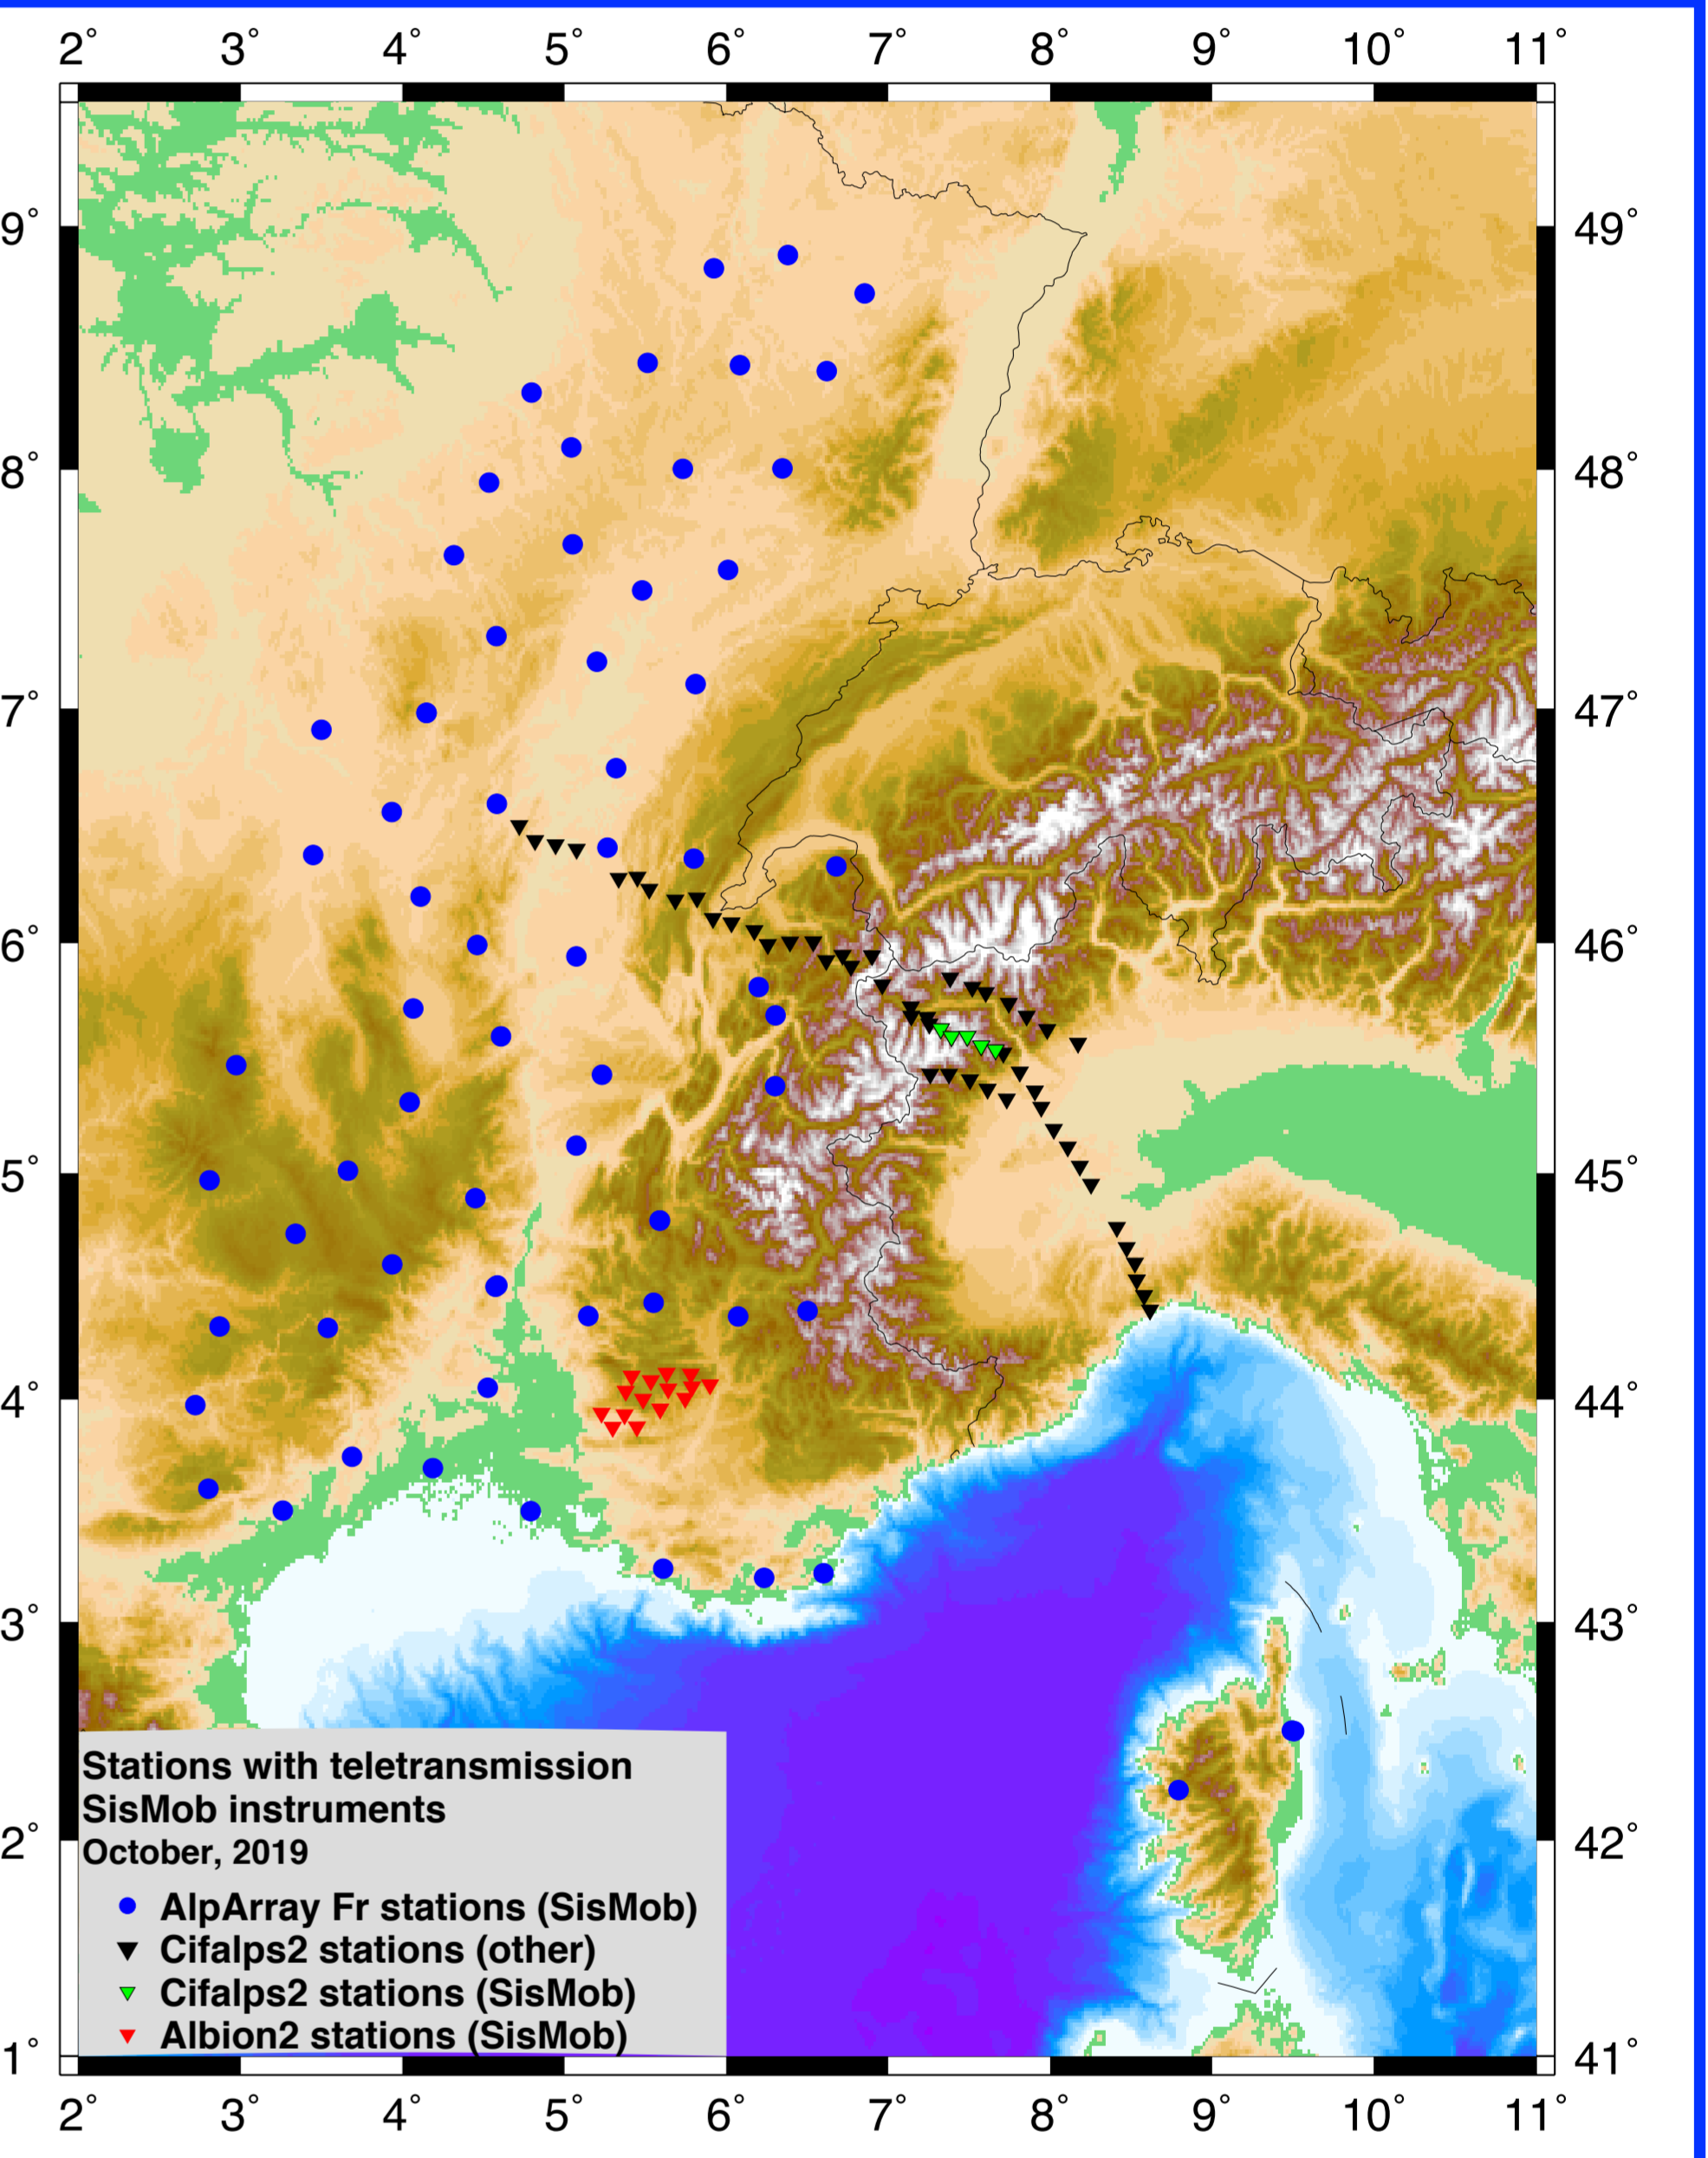 2° 3° 4° 5° 6° 7° 8° 9° 10° 11°
9° 49°
8° 48°
7° 47°
6° 46°
5° 45°
4° 44°
3° 43°
2° 42°
1° 41°
Stations with teletransmission
SisMob instruments
October, 2019
AlpArray Fr stations (SisMob)
Cifalps2 stations (other)
Cifalps2 stations (SisMob)
Albion2 stations (SisMob)
2° 3° 4° 5° 6° 7° 8° 9° 10° 11°